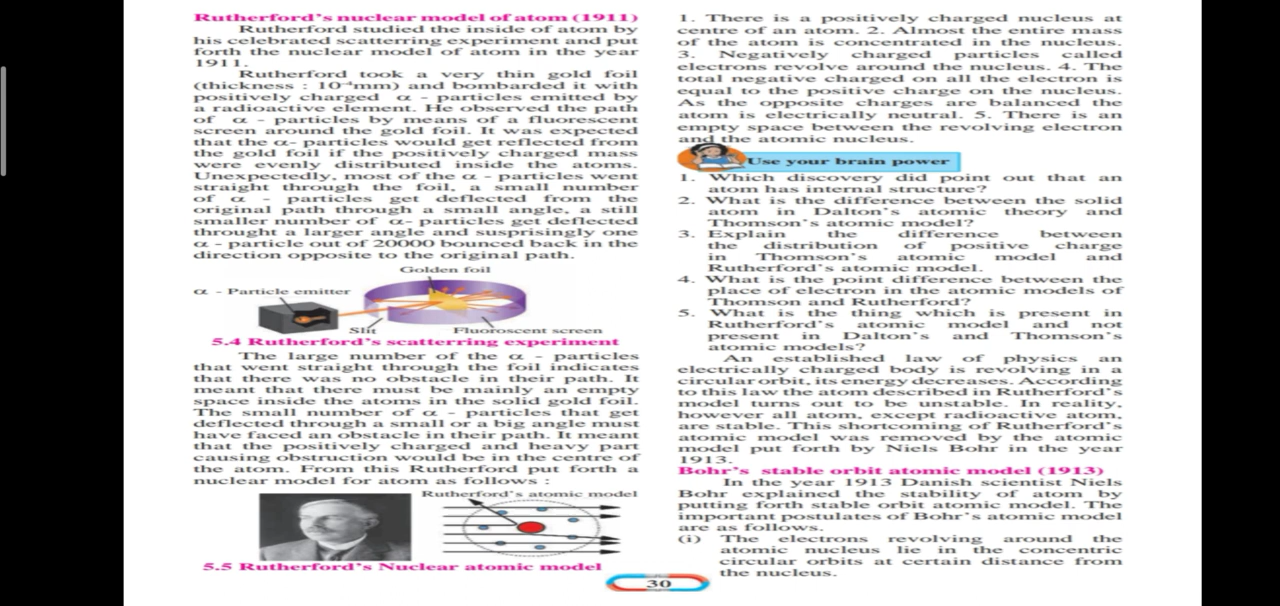 Rutherford's nuclear model of atom (1911)
Rutherford studied the inside of atom by
his celebrated scatterring experiment and put
forth the nuclear model of atom in the year
1911.
Rutherford took a very thin gold foil
(thickness : 10⁻⁴mm) and bombarded it with
positively charged α - particles emitted by
a radioactive element. He observed the path
of α - particles by means of a fluorescent
screen around the gold foil. It was expected
that the α- particles would get reflected from
the gold foil if the positively charged mass
were evenly distributed inside the atoms.
Unexpectedly, most of the α - particles went
straight through the foil, a small number
of α - particles get deflected from the
original path through a small angle, a still
smaller number of α- particles get deflected
throught a larger angle and susprisingly one
α - particle out of 20000 bounced back in the
direction opposite to the original path.
Golden foil
α - Particle emitter
Slit
Fluoroscent screen
5.4 Rutherford's scatterring experiment
The large number of the α - particles
that went straight through the foil indicates
that there was no obstacle in their path. It
meant that there must be mainly an empty
space inside the atoms in the solid gold foil.
The small number of α - particles that get
deflected through a small or a big angle must
have faced an obstacle in their path. It meant
that the positively charged and heavy part
causing obstruction would be in the centre of
the atom. From this Rutherford put forth a
nuclear model for atom as follows :
Rutherford's atomic model
5.5 Rutherford's Nuclear atomic model
1. There is a positively charged nucleus at
centre of an atom. 2. Almost the entire mass
of the atom is concentrated in the nucleus.
3. Negatively charged particles called
electrons revolve around the nucleus. 4. The
total negative charged on all the electron is
equal to the positive charge on the nucleus.
As the opposite charges are balanced the
atom is electrically neutral. 5. There is an
empty space between the revolving electron
and the atomic nucleus.
Use your brain power
1. Which discovery did point out that an
atom has internal structure?
2. What is the difference between the solid
atom in Dalton's atomic theory and
Thomson's atomic model?
3. Explain the difference between
the distribution of positive charge
in Thomson's atomic model and
Rutherford's atomic model.
4. What is the point difference between the
place of electron in the atomic models of
Thomson and Rutherford?
5. What is the thing which is present in
Rutherford's atomic model and not
present in Dalton's and Thomson's
atomic models?
An established law of physics an
electrically charged body is revolving in a
circular orbit, its energy decreases. According
to this law the atom described in Rutherford's
model turns out to be unstable. In reality,
however all atom, except radioactive atom,
are stable. This shortcoming of Rutherford's
atomic model was removed by the atomic
model put forth by Niels Bohr in the year
1913.
Bohr's stable orbit atomic model (1913)
In the year 1913 Danish scientist Niels
Bohr explained the stability of atom by
putting forth stable orbit atomic model. The
important postulates of Bohr's atomic model
are as follows.
(i) The electrons revolving around the
atomic nucleus lie in the concentric
circular orbits at certain distance from
the nucleus.
30